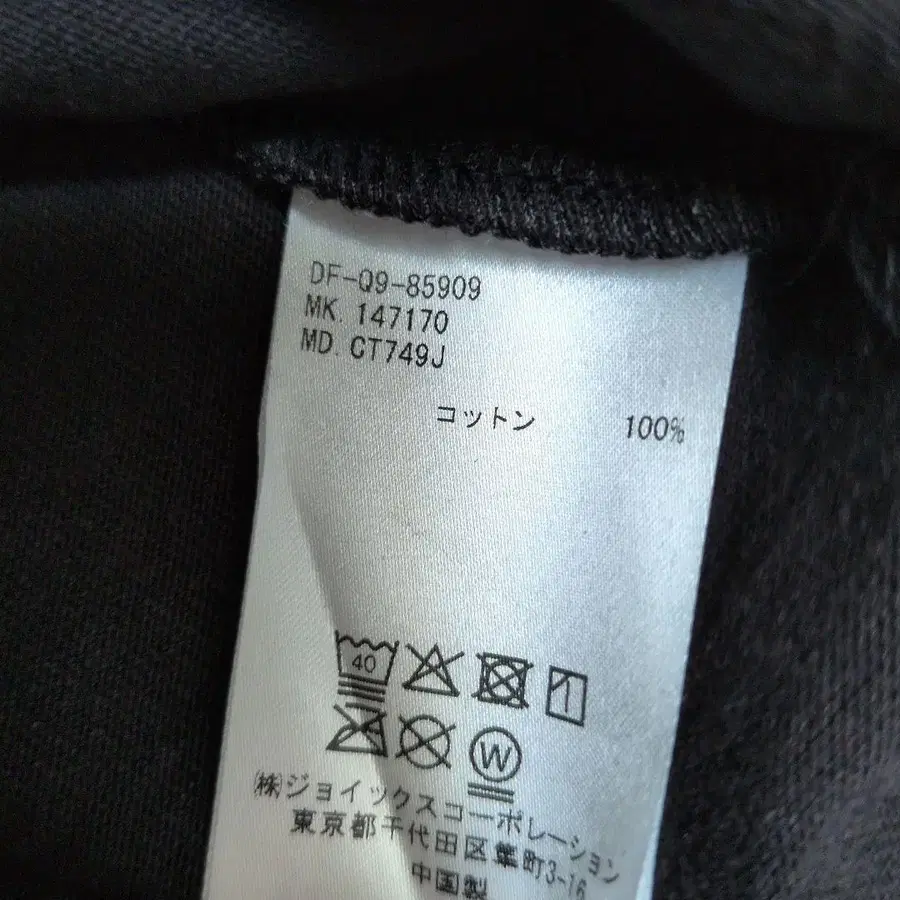 DF-09-85909
MK. 147170
MD. CT749J
コットン 100%
40
W
㈱ジョイックスコーポレーション
東京都千代田区隼町3-16
中国製